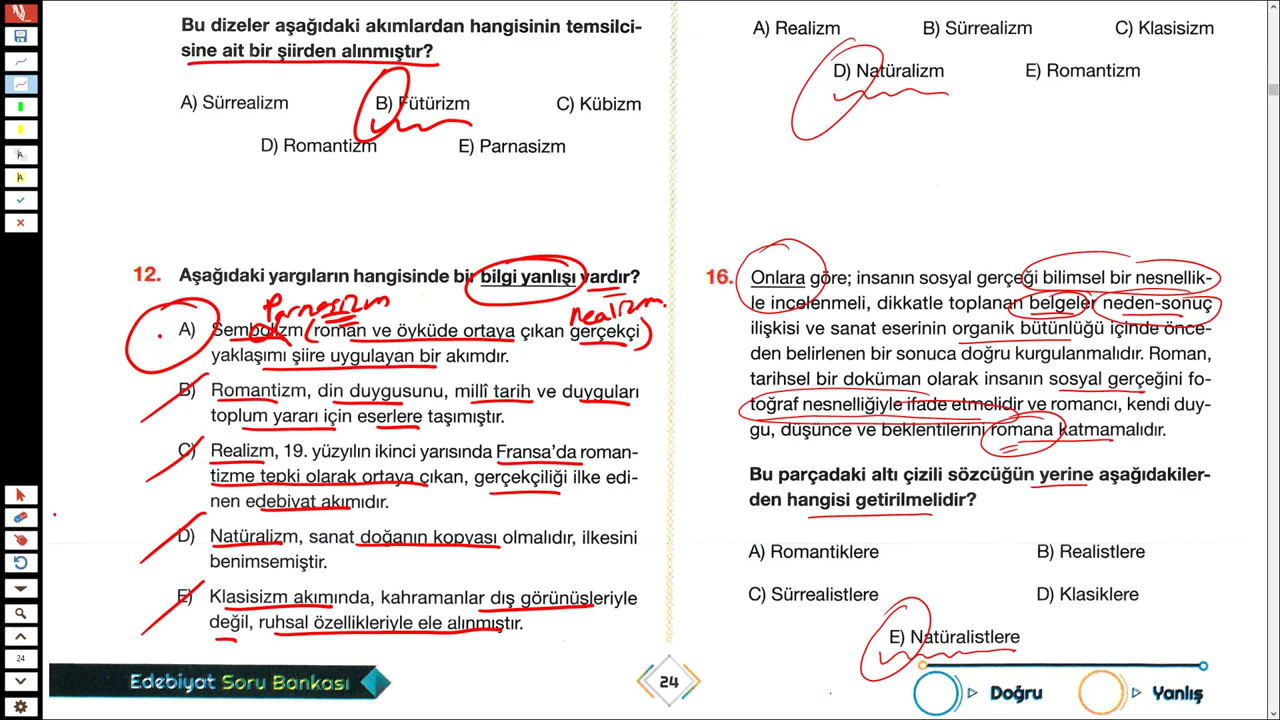 Bu dizeler aşağıdaki akımlardan hangisinin temsilci-
sine ait bir şiirden alınmıştır?
A) Sürrealizm B) Fütürizm C) Kübizm
D) Romantizm E) Parnasizm
12. Aşağıdaki yargıların hangisinde bir bilgi yanlışı vardır?
Parnasizm realizm.
A) Sembolizm (roman ve öyküde ortaya çıkan gerçekçi)
yaklaşımı şiire uygulayan bir akımdır.
B) Romantizm, din duygusunu, millî tarih ve duyguları
toplum yararı için eserlere taşımıştır.
C) Realizm, 19. yüzyılın ikinci yarısında Fransa'da roman-
tizme tepki olarak ortaya çıkan, gerçekçiliği ilke edi-
nen edebiyat akımıdır.
D) Natüralizm, sanat doğanın kopyası olmalıdır, ilkesini
benimsemiştir.
E) Klasisizm akımında, kahramanlar dış görünüşleriyle
değil, ruhsal özellikleriyle ele alınmıştır.
A) Realizm B) Sürrealizm C) Klasisizm
D) Natüralizm E) Romantizm
16. Onlara göre; insanın sosyal gerçeği bilimsel bir nesnellik-
le incelenmeli, dikkatle toplanan belgeler neden-sonuç
ilişkisi ve sanat eserinin organik bütünlüğü içinde önce-
den belirlenen bir sonuca doğru kurgulanmalıdır. Roman,
tarihsel bir doküman olarak insanın sosyal gerçeğini fo-
toğraf nesnelliğiyle ifade etmelidir ve romancı, kendi duy-
gu, düşünce ve beklentilerini romana katmamalıdır.
Bu parçadaki altı çizili sözcüğün yerine aşağıdakiler-
den hangisi getirilmelidir?
A) Romantiklere B) Realistlere
C) Sürrealistlere D) Klasiklere
E) Natüralistlere
Edebiyat Soru Bankası
24
Doğru Yanlış
24